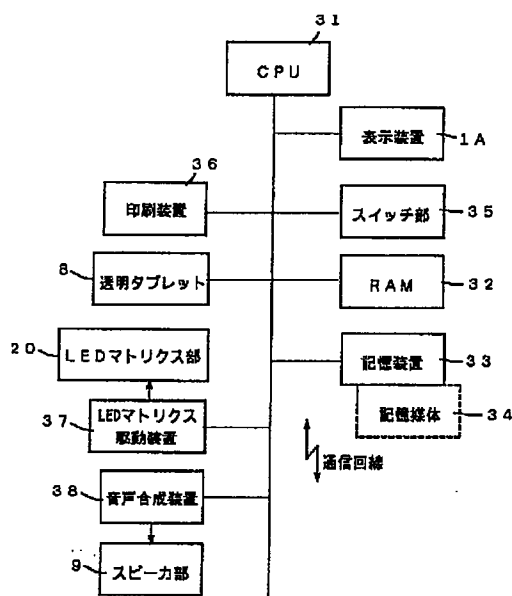 31
CPU
表示装置
1A
36
印刷装置
スイッチ部
35
8
透明タブレット
RAM
32
20
LEDマトリクス部
記憶装置
33
記憶媒体
34
37
LEDマトリクス
駆動装置
通信回線
38
音声合成装置
9
スピーカ部